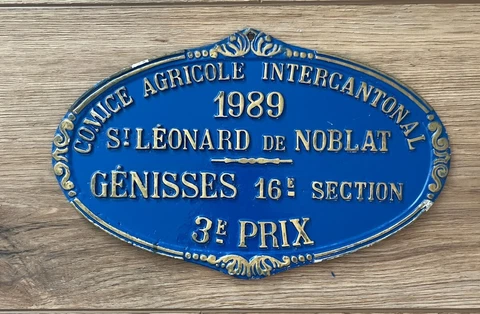 COMICE AGRICOLE INTERCANTONAL
1989
ST LÉONARD DE NOBLAT
GÉNISSES 16E SECTION
3E PRIX